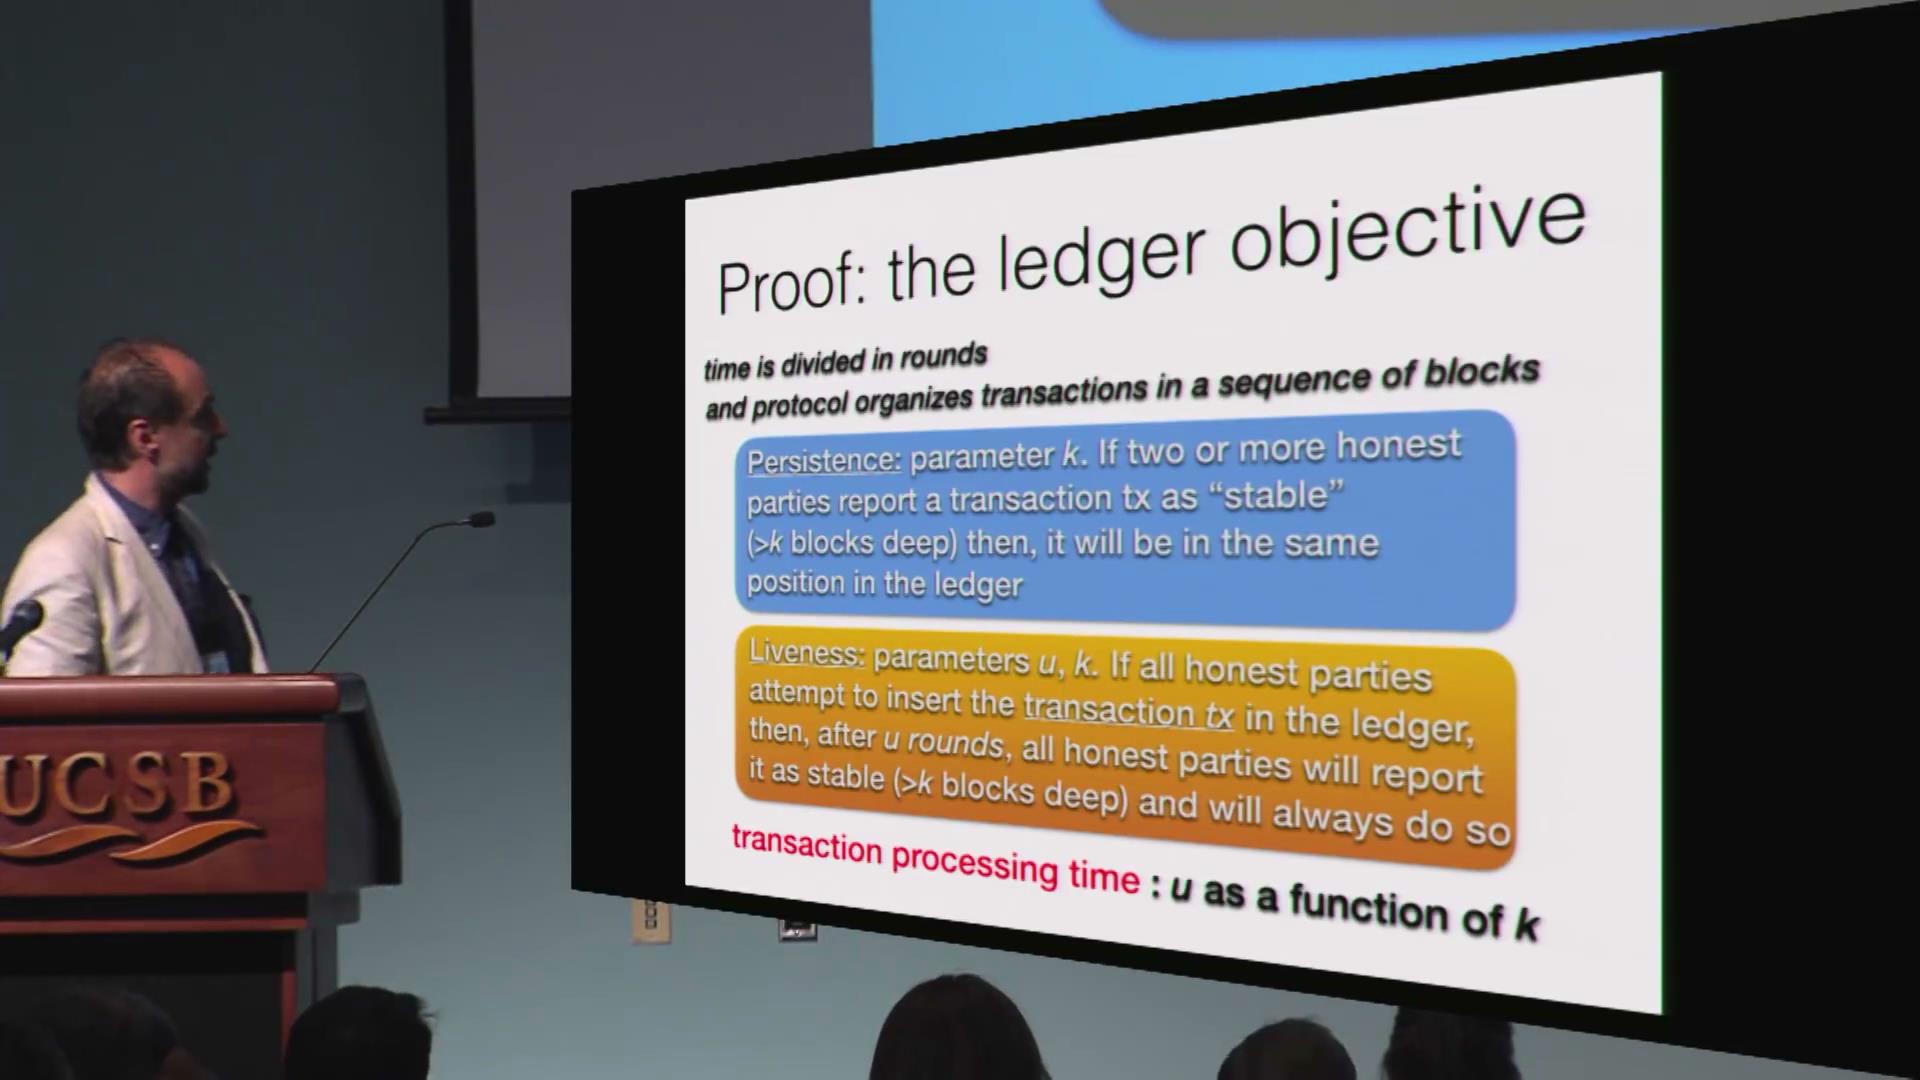 Proof: the ledger objective
time is divided in rounds
and protocol organizes transactions in a sequence of blocks
Persistence: parameter k. If two or more honest
parties report a transaction tx as “stable”
(>k blocks deep) then, it will be in the same
position in the ledger
Liveness: parameters u, k. If all honest parties
attempt to insert the transaction tx in the ledger,
then, after u rounds, all honest parties will report
it as stable (>k blocks deep) and will always do so
transaction processing time : u as a function of k
UCSB